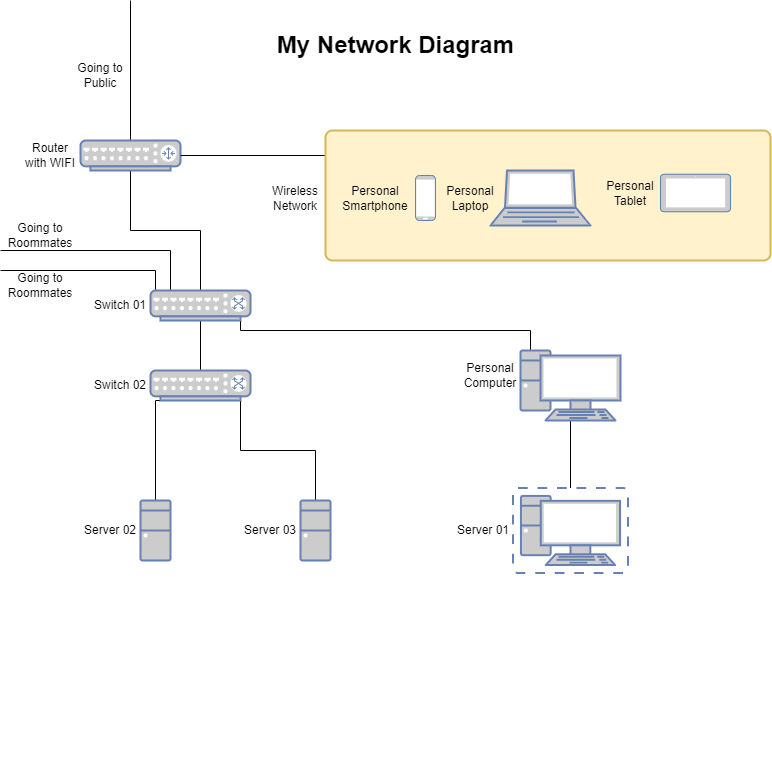 My Network Diagram
Going to
Public
Router
with WIFI
Wireless
Network
Personal
Smartphone
Personal
Laptop
Personal
Tablet
Going to
Roommates
Going to
Roommates
Switch 01
Switch 02
Personal
Computer
Server 02
Server 03
Server 01